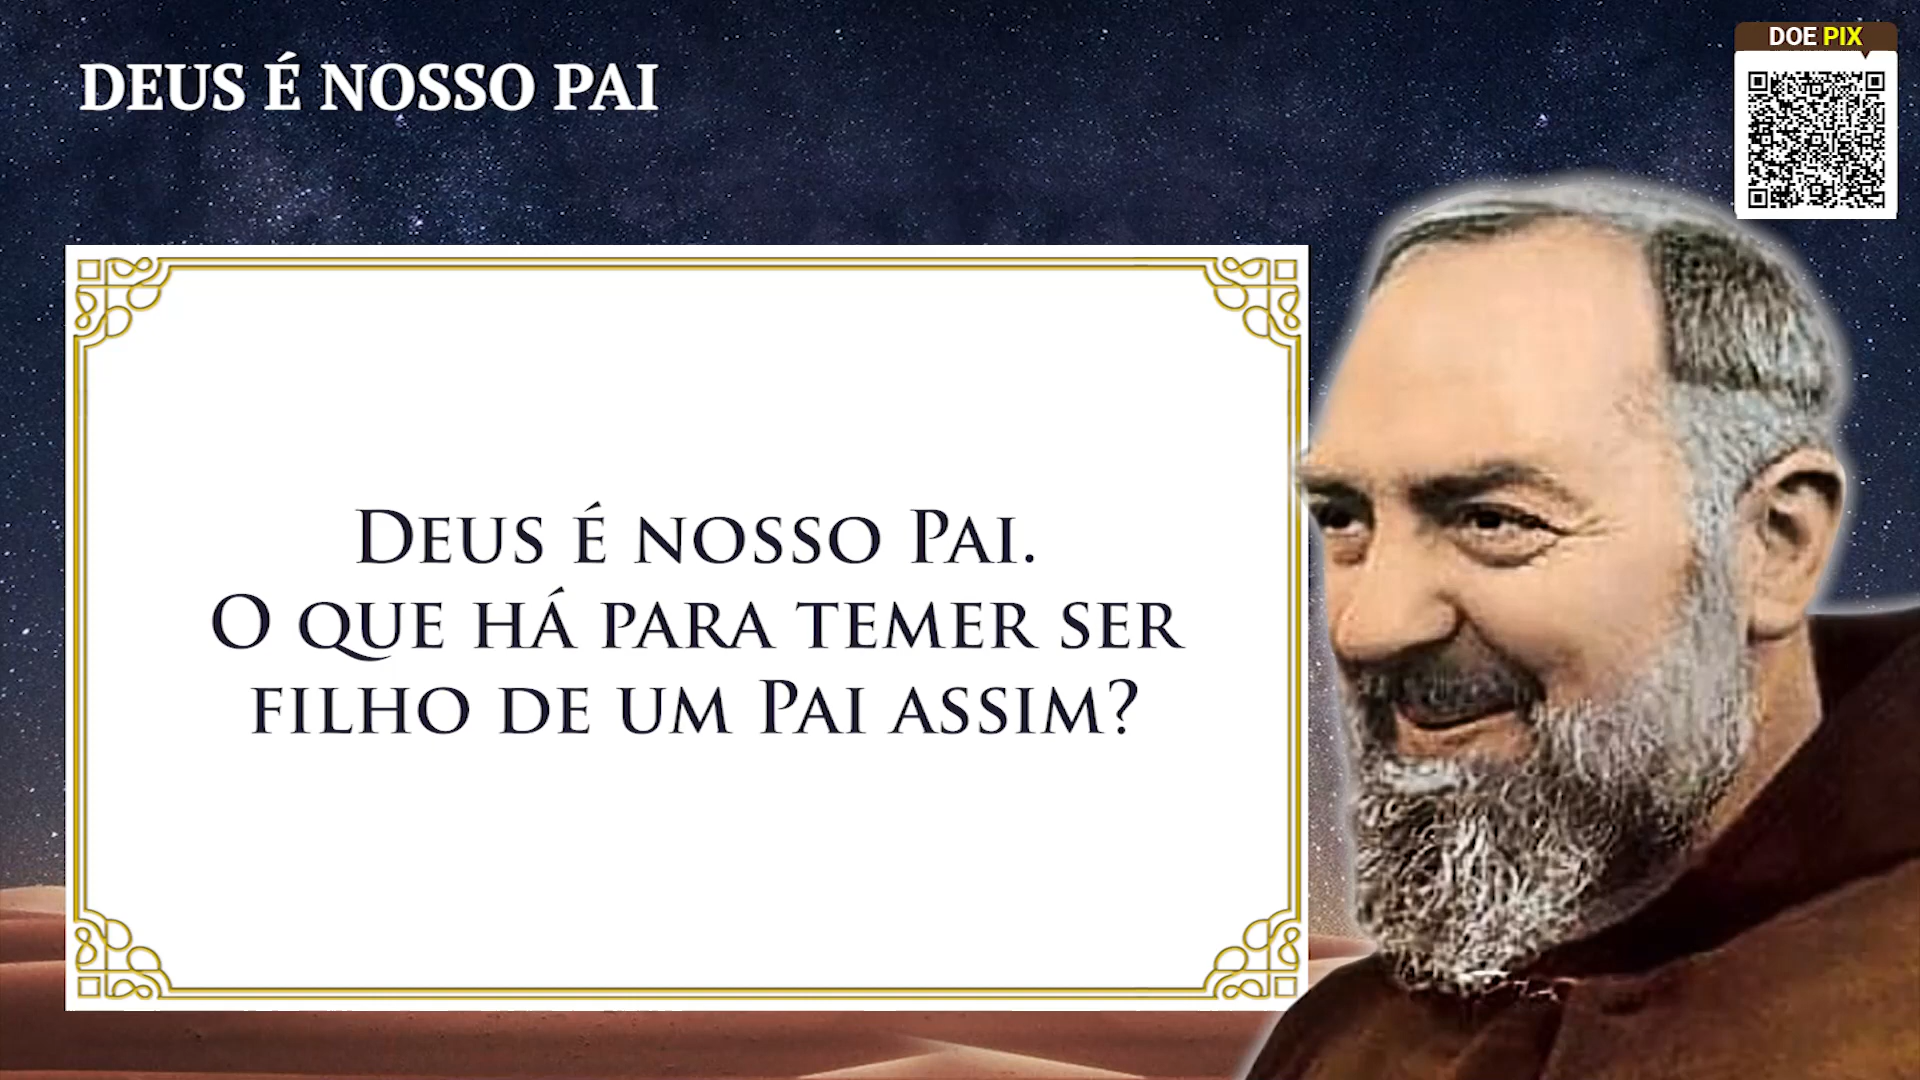 DEUS É NOSSO PAI
DOE PIX
Deus é nosso Pai.
O que há para temer ser
filho de um Pai assim?